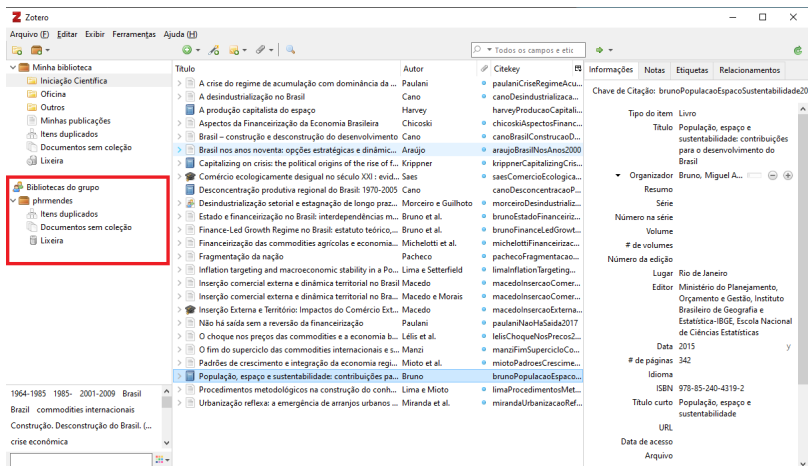 Zotero
Arquivo (F) Editar Exibir Ferramentas Ajuda (H)
Todos os campos e etic
Minha biblioteca
Iniciação Científica
Oficina
Outros
Minhas publicações
Itens duplicados
Documentos sem coleção
Lixeira
Bibliotecas do grupo
phrmendes
Itens duplicados
Documentos sem coleção
Lixeira
1964-1985 1985- 2001-2009 Brasil
Brazil commodities internacionais
Construção. Desconstrução do Brasil. (...
crise econômica
Título Autor Citekey
A crise do regime de acumulação com dominância da ... Paulani paulaniCriseRegimeAcu...
A desindustrialização no Brasil Cano canoDesindustrializaca...
A produção capitalista do espaço Harvey harveyProducaoCapitali...
Aspectos da Financeirização da Economia Brasileira Chicoski chicoskiAspectosFinanc...
Brasil – construção e desconstrução do desenvolvimento Cano canoBrasilConstrucaoD...
Brasil nos anos noventa: opções estratégicas e dinâmic... Araújo araujoBrasilNosAnos2000
Capitalizing on crisis: the political origins of the rise of f... Krippner krippnerCapitalizingCris...
Comércio ecologicamente desigual no século XXI : evid... Saes saesComercioEcologica...
Desconcentração produtiva regional do Brasil: 1970-2005 Cano canoDesconcentracaoP...
Desindustrialização setorial e estagnação de longo praz... Morceiro e Guilhoto morceiroDesindustrializ...
Estado e financeirização no Brasil: interdependências m... Bruno et al. brunoEstadoFinanceiriz...
Finance-Led Growth Regime no Brasil: estatuto teórico,... Bruno et al. brunoFinanceLedGrowt...
Financeirização das commodities agrícolas e economia... Michelotti et al. michelottiFinanceirizac...
Fragmentação da nação Pacheco pachecoFragmentacao...
Inflation targeting and macroeconomic stability in a Po... Lima e Setterfield limaInflationTargeting...
Inserção comercial externa e dinâmica territorial no Brasil Macedo macedoInsercaoComer...
Inserção comercial externa e dinâmica territorial no Bra... Macedo e Morais macedoInsercaoComer...
Inserção Externa e Território: Impactos do Comércio Ext... Macedo macedoInsercaoExterna...
Não há saída sem a reversão da financeirização Paulani paulaniNaoHaSaida2017
O choque nos preços das commodities e a economia b... Lélis et al. lelisChoqueNosPrecos2...
O fim do superciclo das commodities internacionais e s... Manzi manziFimSupercicloCo...
Padrões de crescimento e integração da economia regi... Mioto et al. miotoPadroesCrescime...
População, espaço e sustentabilidade: contribuições pa... Bruno brunoPopulacaoEspaco...
Procedimentos metodológicos na construção do conh... Lima e Mioto limaProcedimentosMet...
Urbanização reflexa: a emergência de arranjos urbanos ... Miranda et al. mirandaUrbanizacaoRef...
Informações Notas Etiquetas Relacionamentos
Chave de Citação: brunoPopulacaoEspacoSustentabilidade20
Tipo do item Livro
Título População, espaço e
sustentabilidade: contribuições
para o desenvolvimento do
Brasil
Organizador Bruno, Miguel A...
Resumo
Série
Número na série
Volume
# de volumes
Número da edição
Lugar Rio de Janeiro
Editor Ministério do Planejamento,
Orçamento e Gestão, Instituto
Brasileiro de Geografia e
Estatística-IBGE, Escola Nacional
de Ciências Estatísticas
Data 2015 y
# de páginas 342
Idioma
ISBN 978-85-240-4319-2
Título curto População, espaço e
sustentabilidade
URL
Data de acesso
Arquivo